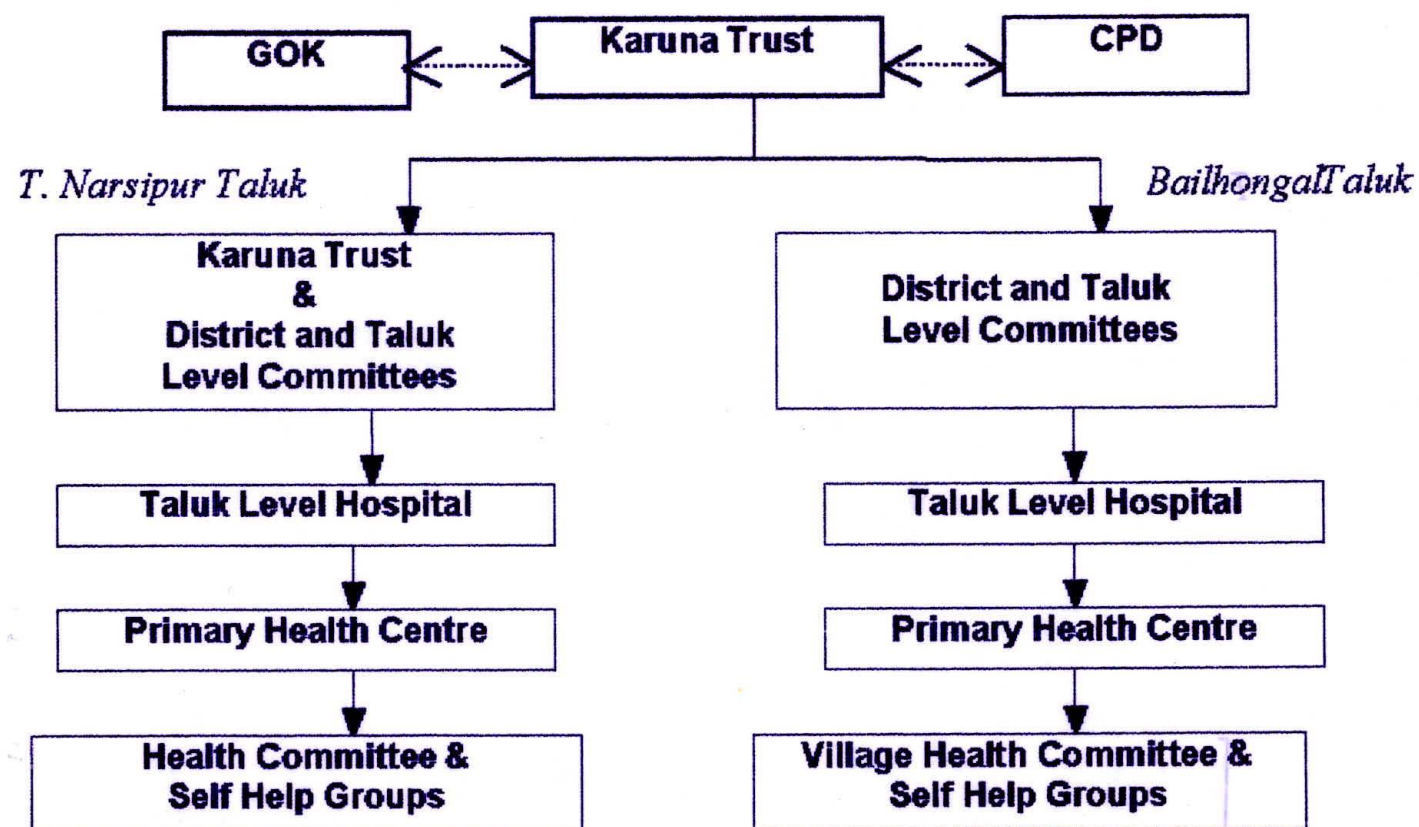 GOK
Karuna Trust
CPD
T. Narsipur Taluk
Bailhongal Taluk
Karuna Trust
&
District and Taluk
Level Committees
District and Taluk
Level Committees
Taluk Level Hospital
Taluk Level Hospital
Primary Health Centre
Primary Health Centre
Health Committee &
Self Help Groups
Village Health Committee &
Self Help Groups